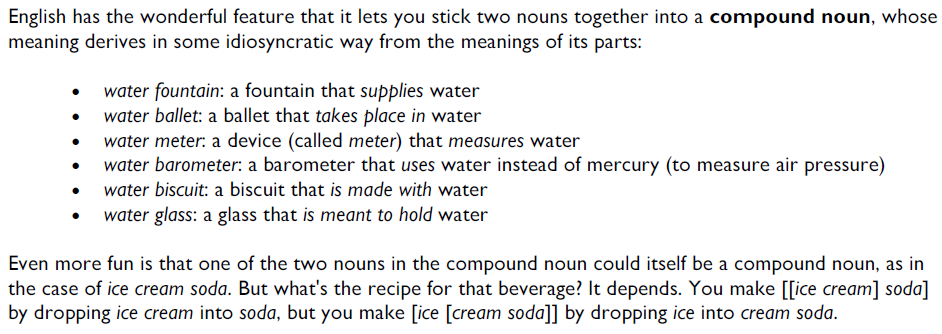 English has the wonderful feature that it lets you stick two nouns together into a compound noun, whose
meaning derives in some idiosyncratic way from the meanings of its parts:
• water fountain: a fountain that supplies water
• water ballet: a ballet that takes place in water
• water meter: a device (called meter) that measures water
• water barometer: a barometer that uses water instead of mercury (to measure air pressure)
• water biscuit: a biscuit that is made with water
• water glass: a glass that is meant to hold water
Even more fun is that one of the two nouns in the compound noun could itself be a compound noun, as in
the case of ice cream soda. But what's the recipe for that beverage? It depends. You make [[ice cream] soda]
by dropping ice cream into soda, but you make [ice [cream soda]] by dropping ice into cream soda.